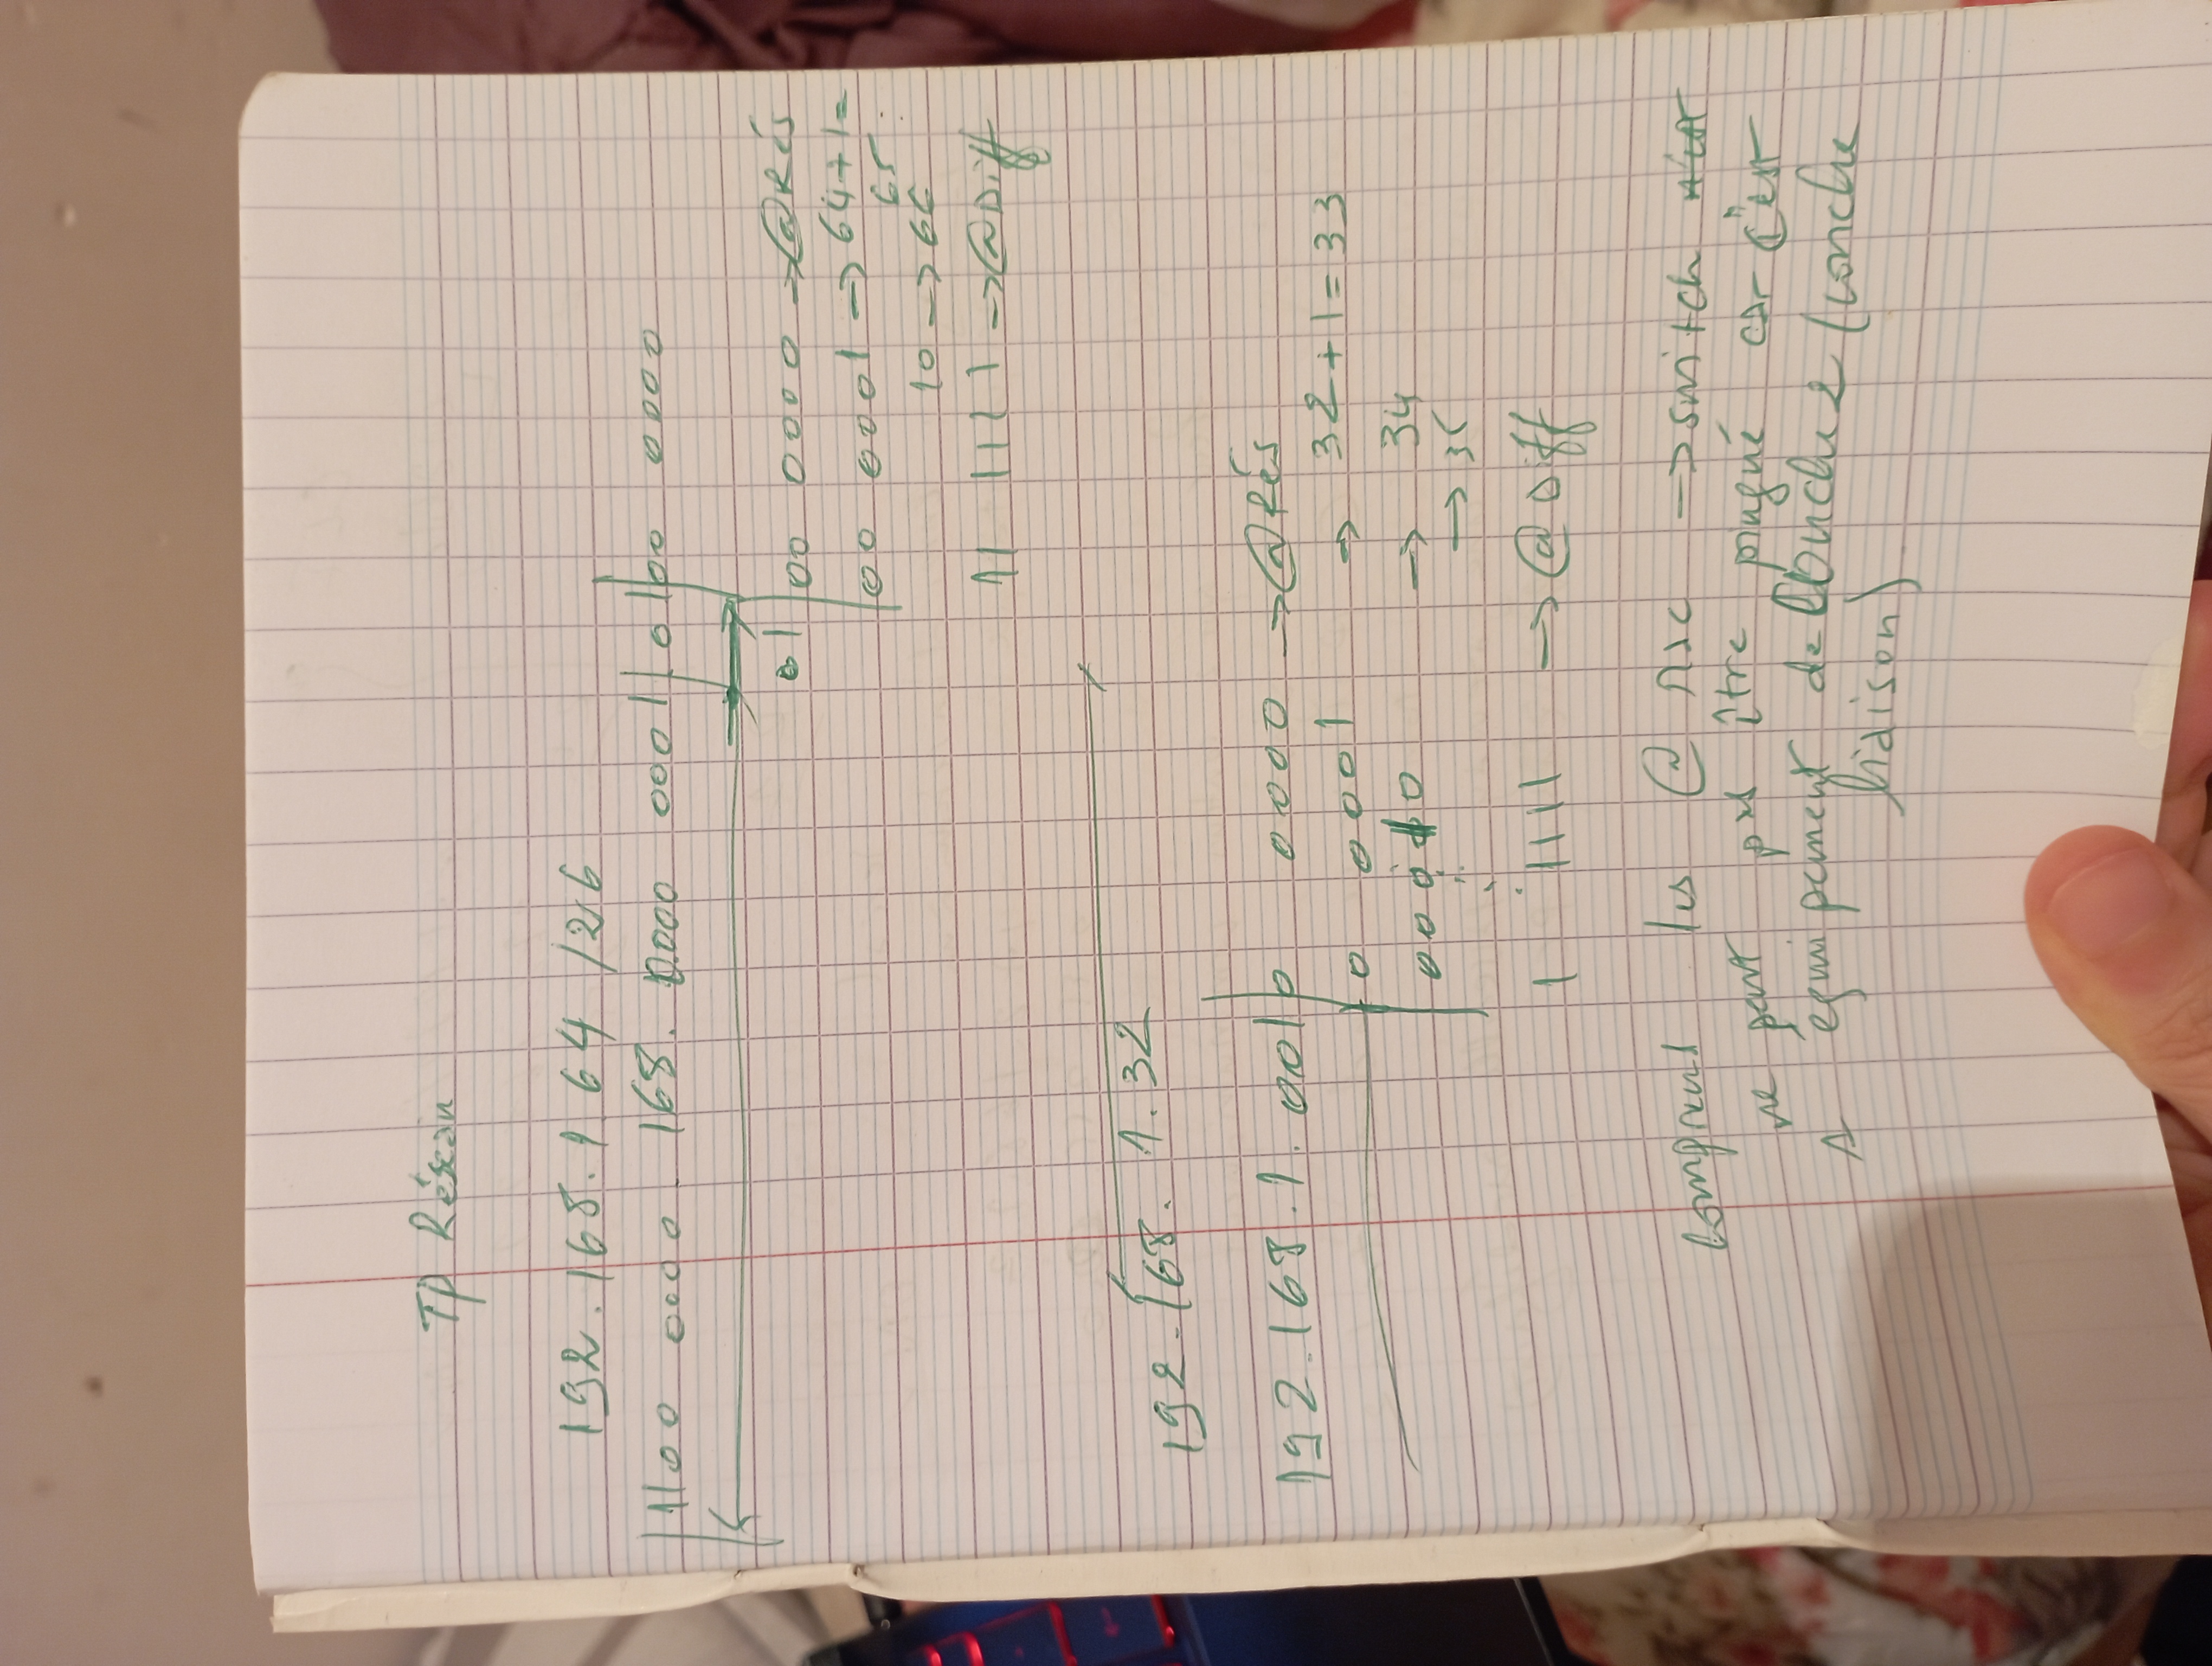 TP Réseau
192.168.1 64 /26
1100 0000. 168. 0000 0001 | 01 | 00 0000
01 | 00 0000 → @Rés
00 0001 → 64+1=
65
10 → 66
11 1111 → @Diff
192.168. 1.32
192.168.1.001 | 0 0000 → @Rés
0 0001 → 32+1=33
00010 → 34
→ 35
1 1111 → @Diff
comprend les @ → switch
ne peut pas être pingué car c'est
1 équipement de Couche 2 (couche
liaison)